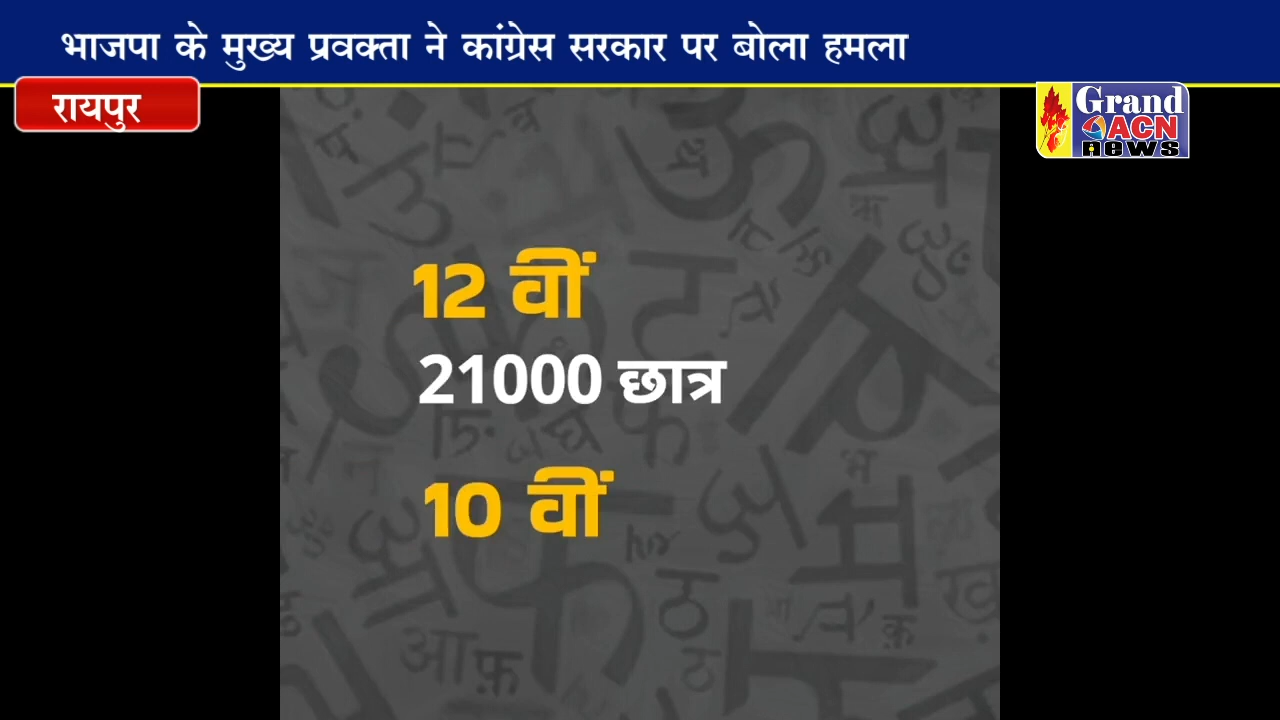 भाजपा के मुख्य प्रवक्ता ने कांग्रेस सरकार पर बोला हमला
रायपुर
Grand
ACN
news
12 वीं
21000 छात्र
10 वीं